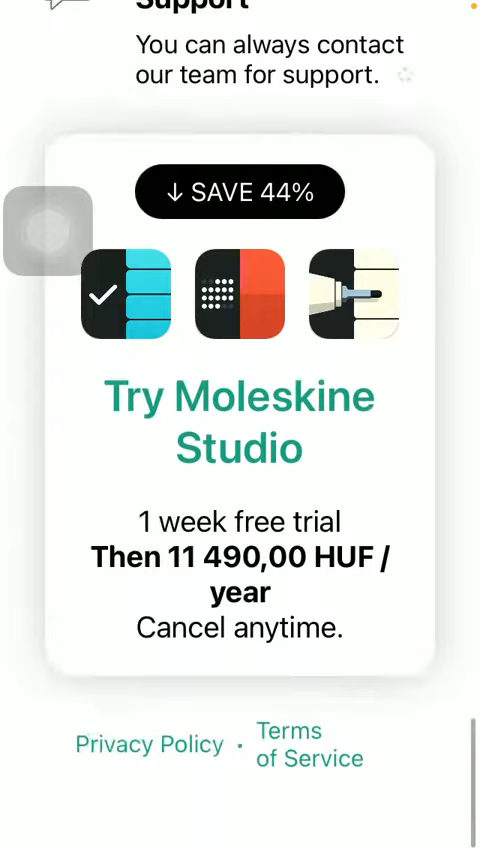 Support
You can always contact
our team for support.
↓ SAVE 44%
Try Moleskine
Studio
1 week free trial
Then 11 490,00 HUF /
year
Cancel anytime.
Privacy Policy · Terms
of Service